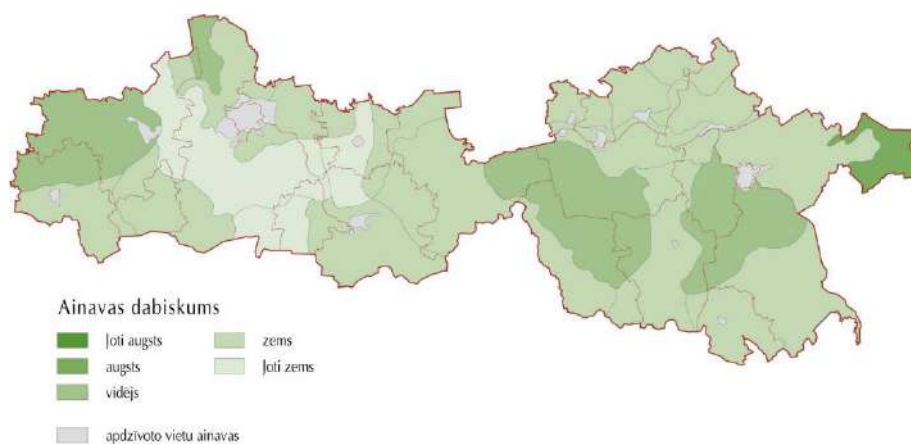 Ainavas dabiskums
ļoti augsts
augsts
vidējs
zems
ļoti zems
apdzīvoto vietu ainavas